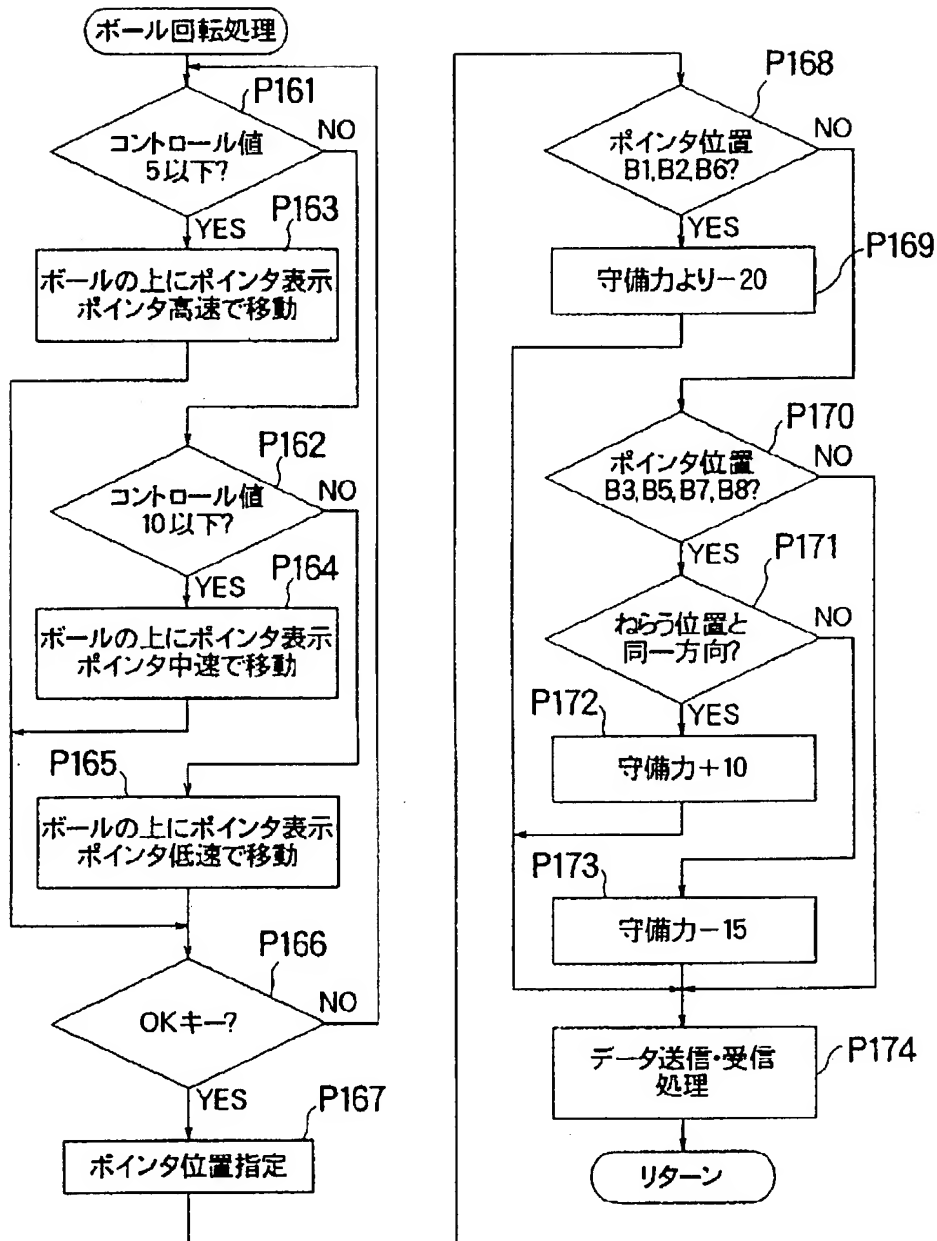 ボール回転処理
P161
コントロール値
5以下?
NO
YES
P163
ボールの上にポインタ表示
ポインタ高速で移動
P162
コントロール値
10以下?
NO
YES
P164
ボールの上にポインタ表示
ポインタ中速で移動
P165
ボールの上にポインタ表示
ポインタ低速で移動
P166
OKキー?
NO
YES
P167
ポインタ位置指定
P168
ポインタ位置
B1,B2,B6?
NO
YES
P169
守備力より−20
P170
ポインタ位置
B3,B5,B7,B8?
NO
YES
P171
ねらう位置と
同一方向?
NO
YES
P172
守備力+10
P173
守備力−15
P174
データ送信・受信
処理
リターン